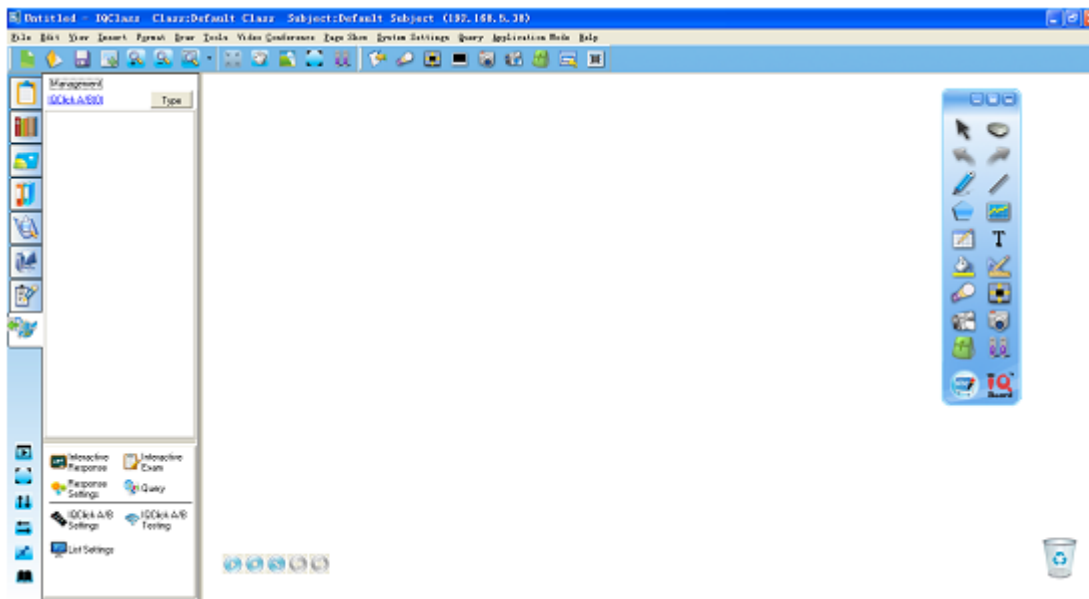 Untitled - IQClass Class:Default Class Subject:Default Subject (192.168.5.38)
File Edit View Insert Format Draw Tools Video Conference Page Show System Settings Query Application Mode Help
Management
IQClick A/B(0) Type
Interactive Response
Interactive Exam
Response Settings
Query
IQClick A/B Settings
IQClick A/B Testing
List Settings
T
IQ
Board